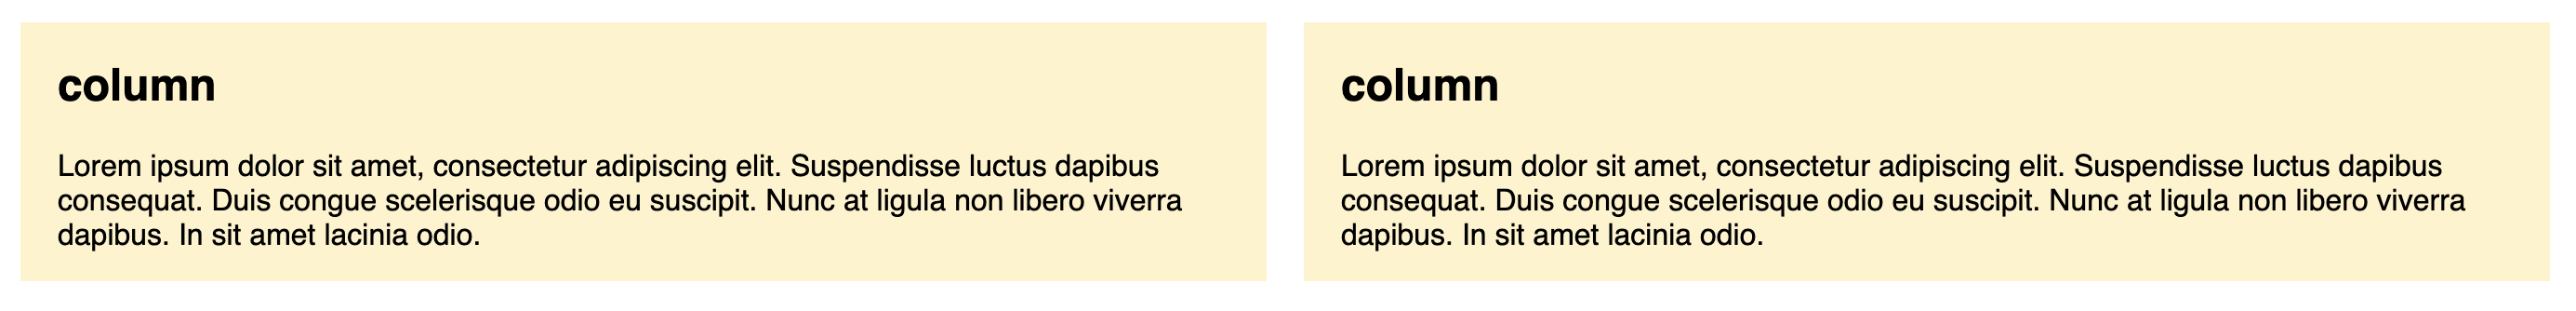 column
Lorem ipsum dolor sit amet, consectetur adipiscing elit. Suspendisse luctus dapibus
consequat. Duis congue scelerisque odio eu suscipit. Nunc at ligula non libero viverra
dapibus. In sit amet lacinia odio.
column
Lorem ipsum dolor sit amet, consectetur adipiscing elit. Suspendisse luctus dapibus
consequat. Duis congue scelerisque odio eu suscipit. Nunc at ligula non libero viverra
dapibus. In sit amet lacinia odio.